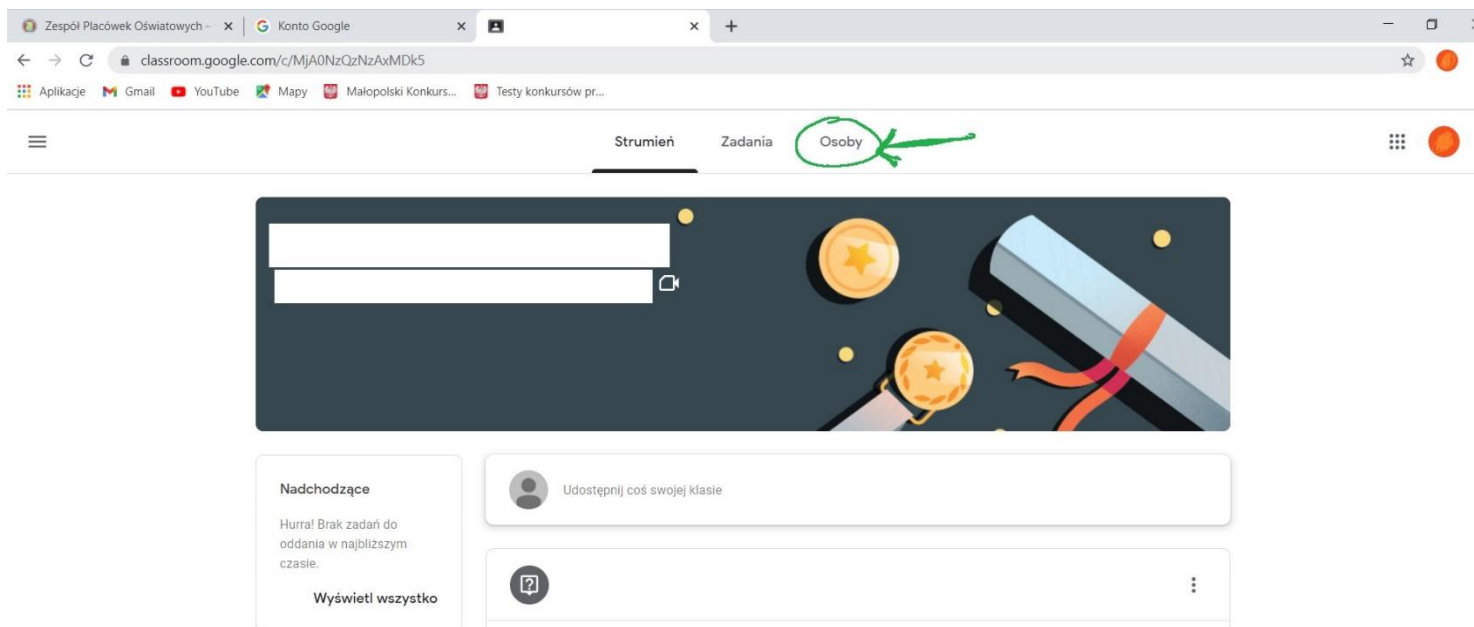 Zespół Placówek Oświatowych –
Konto Google
classroom.google.com/c/MjA0NzQzNzAxMDk5
Aplikacje
Gmail
YouTube
Mapy
Małopolski Konkurs...
Testy konkursów pr...
Strumień
Zadania
Osoby
Nadchodzące
Hurra! Brak zadań do
oddania w najbliższym
czasie.
Wyświetl wszystko
Udostępnij coś swojej klasie